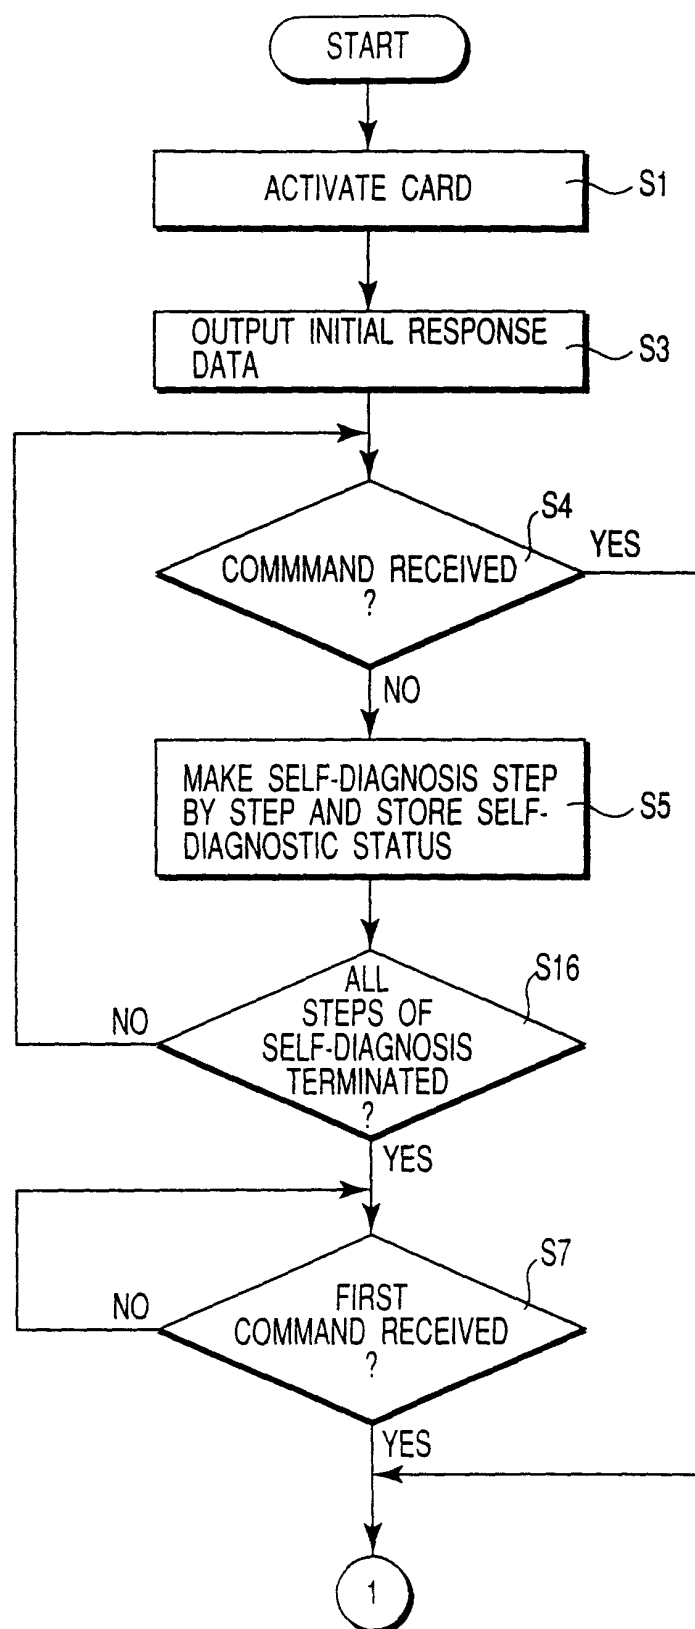 START
ACTIVATE CARD
S1
OUTPUT INITIAL RESPONSE
DATA
S3
S4
YES
COMMMAND RECEIVED
?
NO
MAKE SELF-DIAGNOSIS STEP
BY STEP AND STORE SELF-
DIAGNOSTIC STATUS
S5
S16
ALL
STEPS OF
SELF-DIAGNOSIS
TERMINATED
?
NO
YES
S7
FIRST
COMMAND RECEIVED
?
NO
YES
1